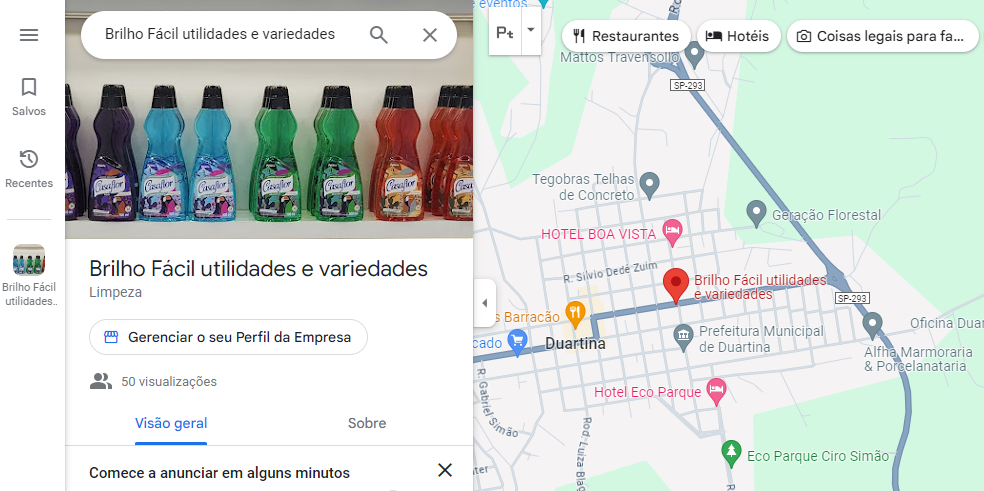 Brilho Fácil utilidades e variedades
Salvos
Recentes
Brilho Fácil
utilidades..
Casaflor
Casaflor
Casaflor
Casaflor
Casaflor
Brilho Fácil utilidades e variedades
Limpeza
Gerenciar o seu Perfil da Empresa
50 visualizações
Visão geral
Sobre
Comece a anunciar em alguns minutos
e eventos
Restaurantes
Hotéis
Coisas legais para fa...
Mattos Travensollo
SP-293
Tegobras Telhas
de Concreto
Geração Florestal
HOTEL BOA VISTA
R. Silvio Dedé Zuim
Brilho Fácil utilidades
e variedades
SP-293
s Barracão
cado
Duartina
Prefeitura Municipal
de Duartina
Oficina Duar
Alfha Marmoraria
& Porcelanataria
R. Gabriel Simão
Hotel Eco Parque
Rod. Luiza Blag
Eco Parque Ciro Simão
nter